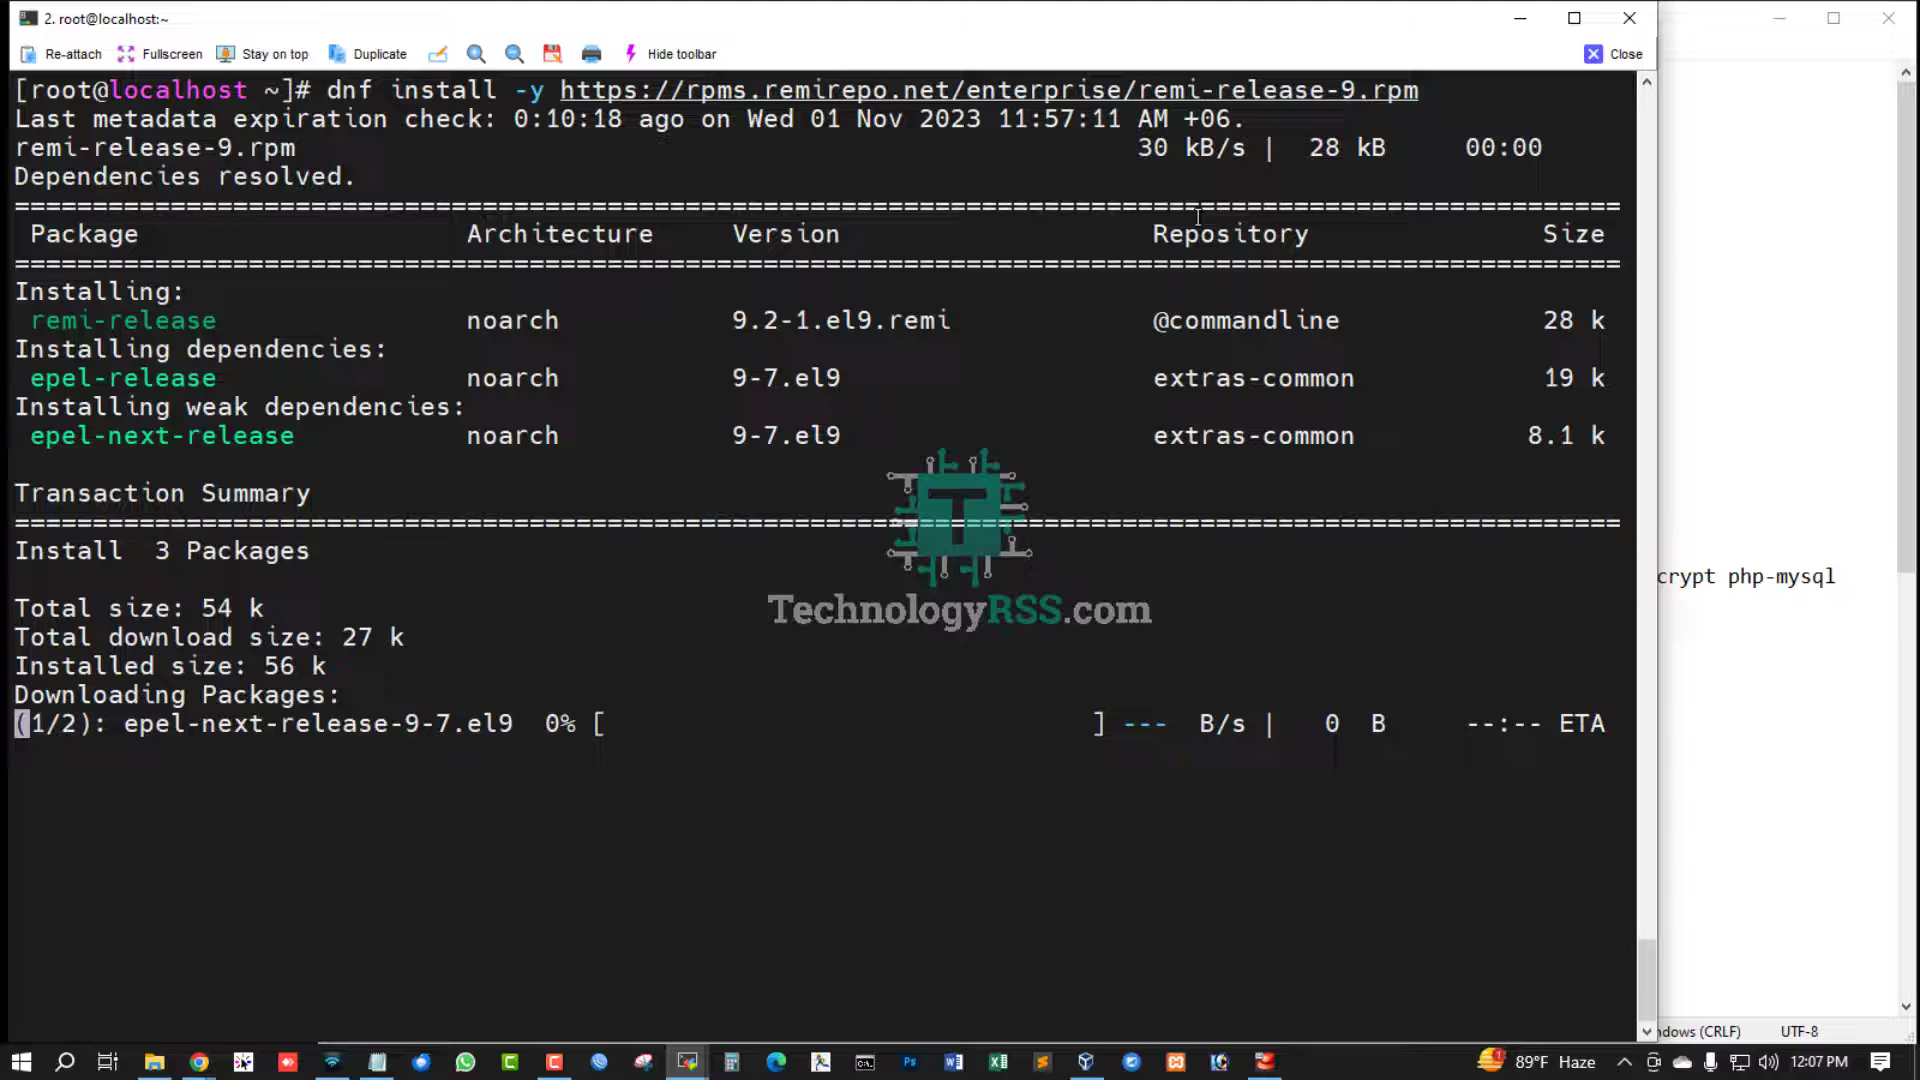 2. root@localhost:~
Re-attach Fullscreen Stay on top Duplicate Hide toolbar Close
[root@localhost ~]# dnf install -y https://rpms.remirepo.net/enterprise/remi-release-9.rpm
Last metadata expiration check: 0:10:18 ago on Wed 01 Nov 2023 11:57:11 AM +06.
remi-release-9.rpm 30 kB/s | 28 kB 00:00
Dependencies resolved.
================================================================================
Package Architecture Version Repository Size
================================================================================
Installing:
remi-release noarch 9.2-1.el9.remi @commandline 28 k
Installing dependencies:
epel-release noarch 9-7.el9 extras-common 19 k
Installing weak dependencies:
epel-next-release noarch 9-7.el9 extras-common 8.1 k
Transaction Summary
================================================================================
Install 3 Packages
crypt php-mysql
Total size: 54 k
TechnologyRSS.com
Total download size: 27 k
Installed size: 56 k
Downloading Packages:
(1/2): epel-next-release-9-7.el9 0% [ ] --- B/s | 0 B --:-- ETA
ndows (CRLF) UTF-8
89°F Haze 12:07 PM